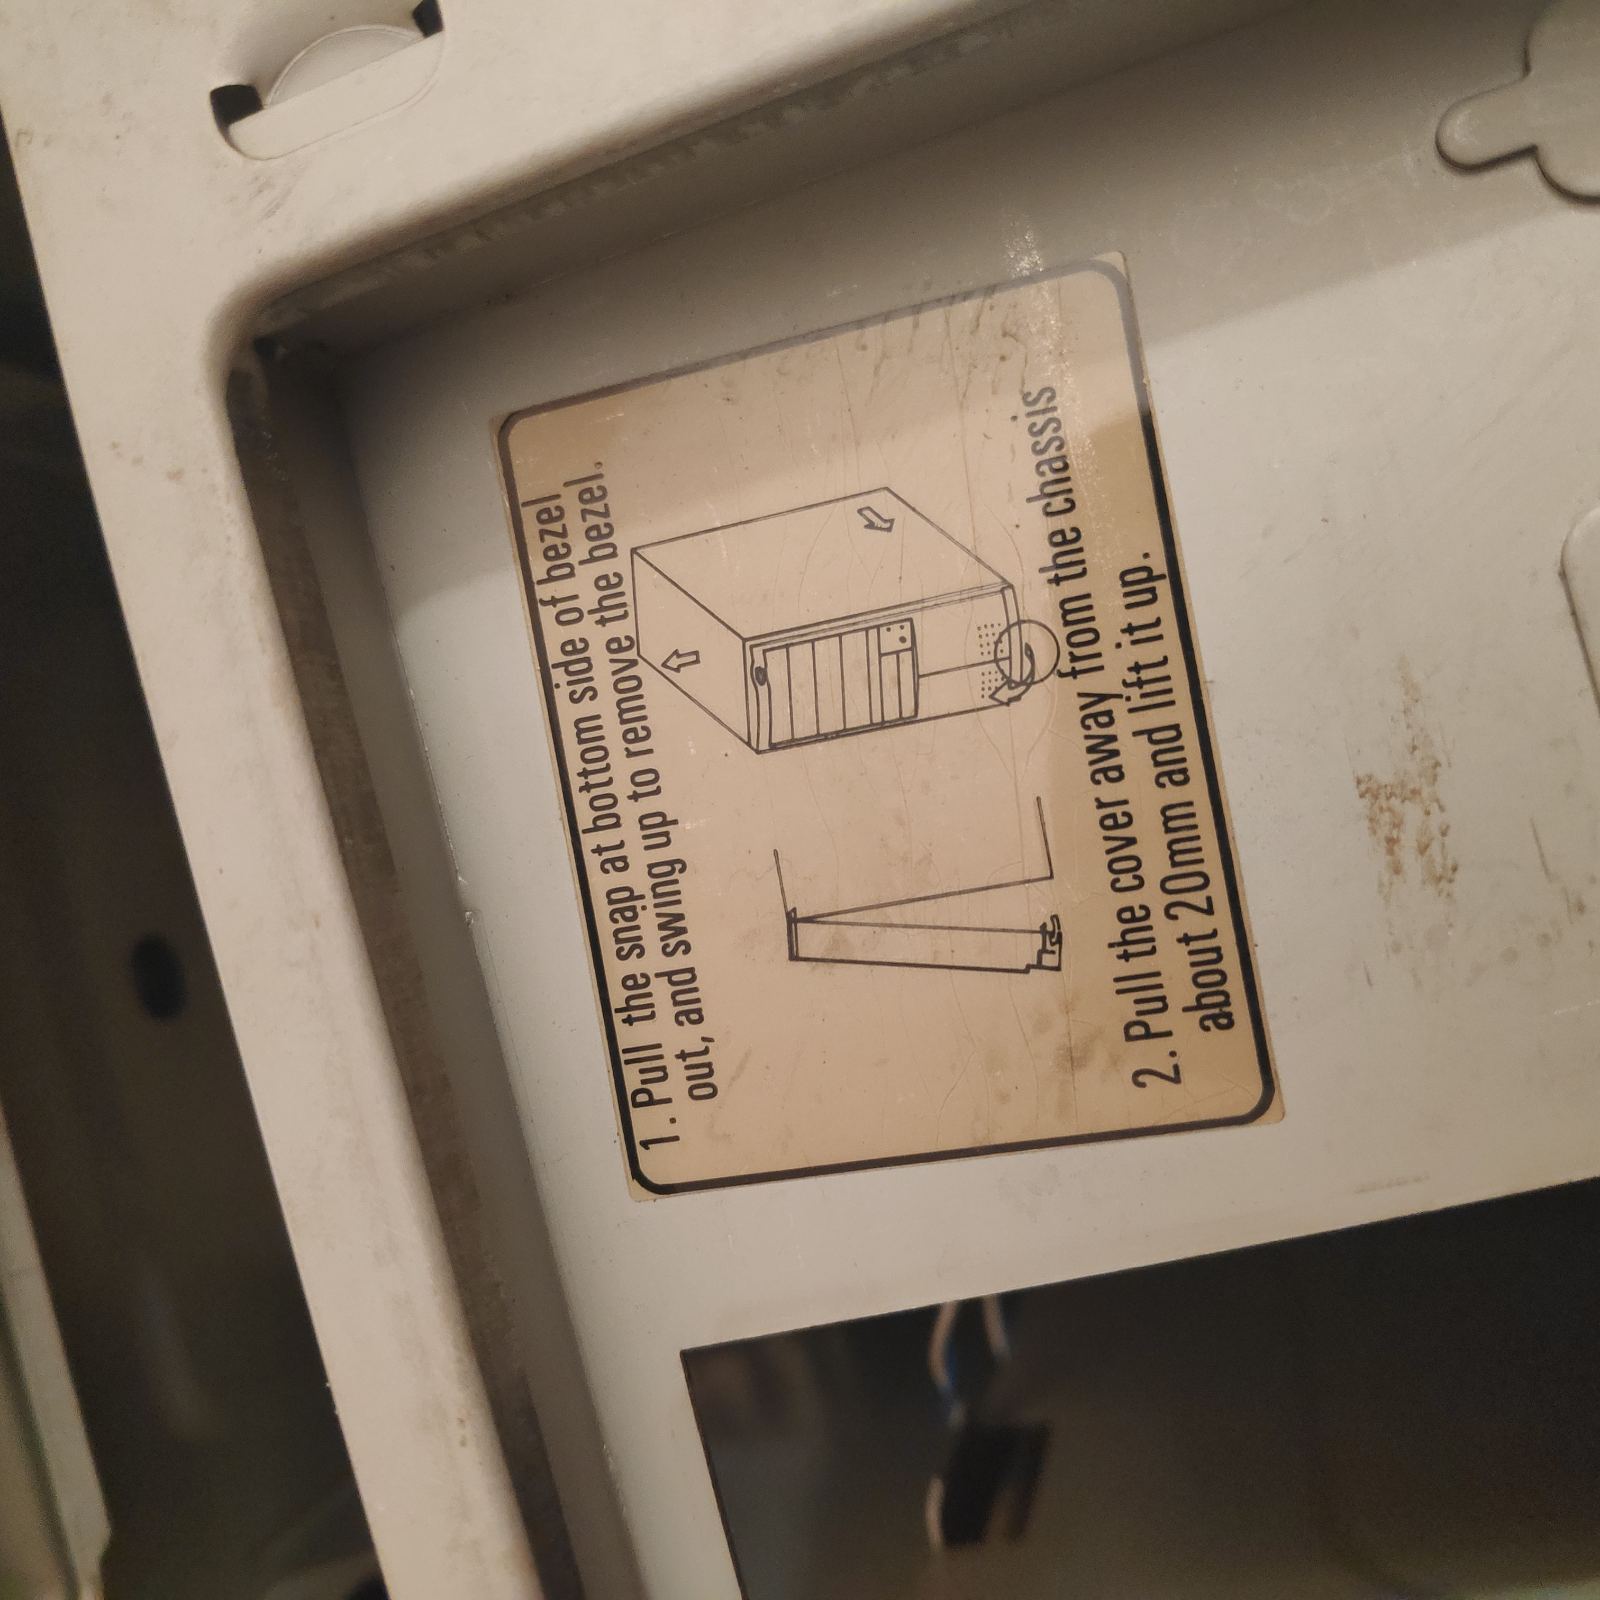 1. Pull the snap at bottom side of bezel
out, and swing up to remove the bezel.
2. Pull the cover away from the chassis
about 20mm and lift it up.